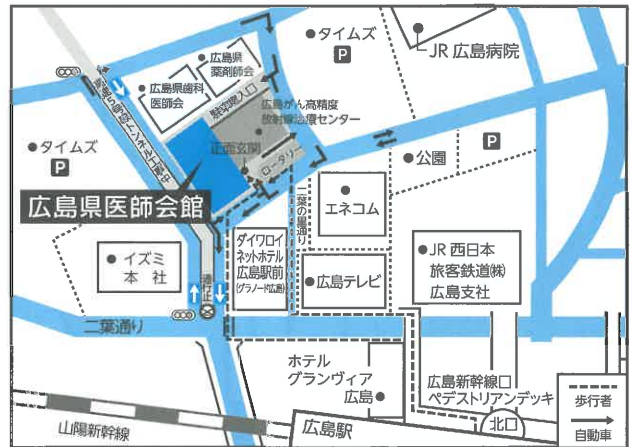 タイムズ
P
JR 広島病院
広島県
薬剤師会
広島県歯科
医師会
駐車場入口
広島がん高精度
放射線治療センター
タイムズ
P
正面玄関
ロータリー
公園
P
広島県医師会館
二葉の里通り
エネコム
イズミ
本社
ダイワロイ
ネットホテル
広島駅前
(グラノード広島)
広島テレビ
JR 西日本
旅客鉄道㈱
広島支社
通行止
二葉通り
ホテル
グランヴィア
広島
広島新幹線口
ペデストリアンデッキ
北口
歩行者
自動車
山陽新幹線
広島駅